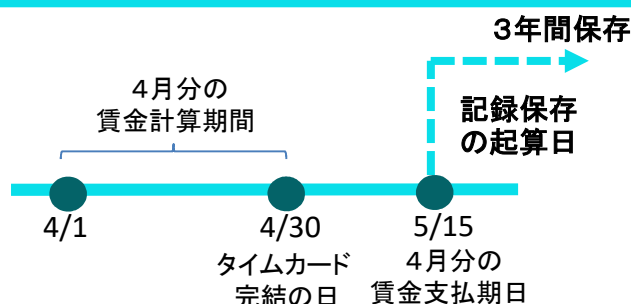 ３年間保存
４月分の
賃金計算期間
記録保存
の起算日
4/1
4/30
5/15
タイムカード
完結の日
４月分の
賃金支払期日